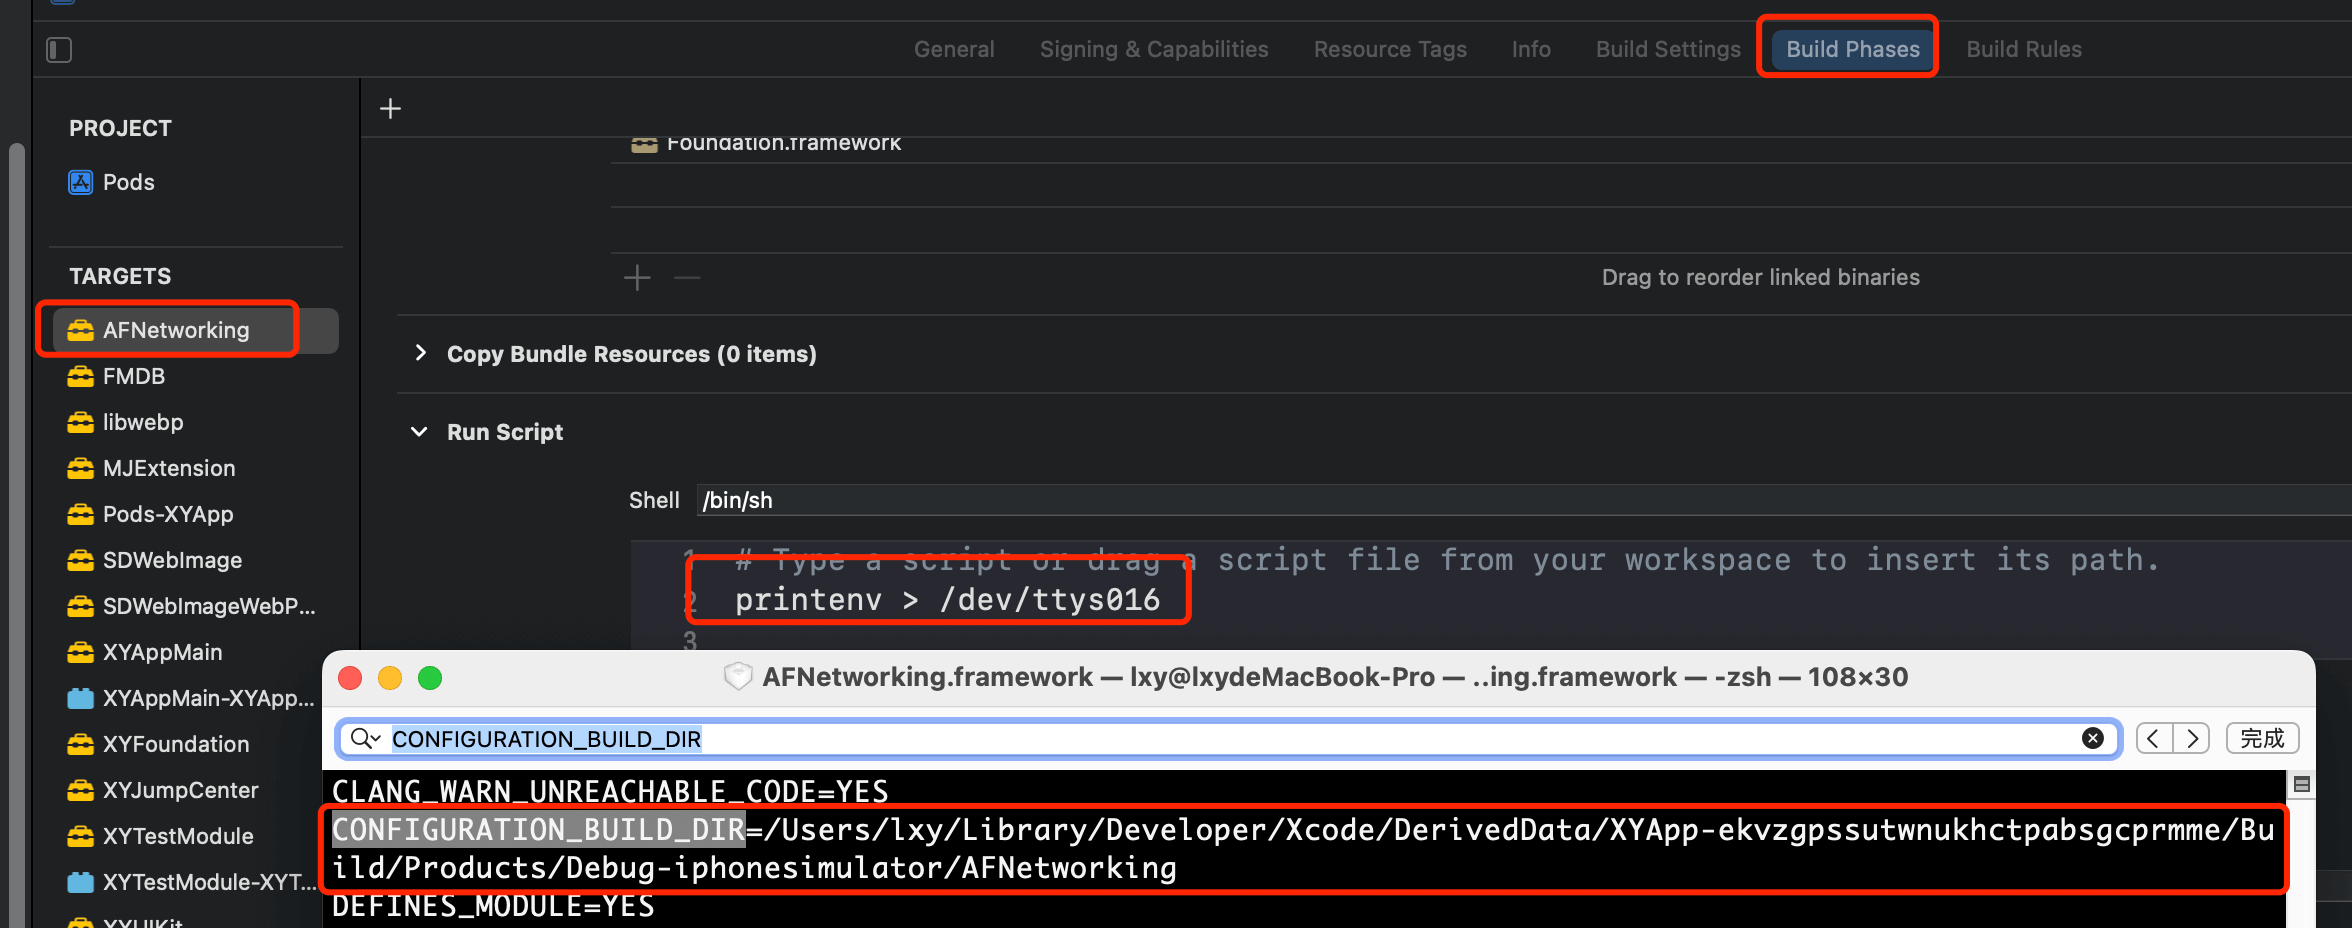 General Signing & Capabilities Resource Tags Info Build Settings Build Phases Build Rules
PROJECT
Pods
TARGETS
AFNetworking
FMDB
libwebp
MJExtension
Pods-XYApp
SDWebImage
SDWebImageWebP...
XYAppMain
XYAppMain-XYApp...
XYFoundation
XYJumpCenter
XYTestModule
XYTestModule-XYT...
XYUIKit
Foundation.framework
Drag to reorder linked binaries
Copy Bundle Resources (0 items)
Run Script
Shell /bin/sh
1 # Type a script or drag a script file from your workspace to insert its path.
2 printenv > /dev/ttys016
3
AFNetworking.framework — lxy@lxydeMacBook-Pro — ..ing.framework — -zsh — 108×30
CONFIGURATION_BUILD_DIR
完成
CLANG_WARN_UNREACHABLE_CODE=YES
CONFIGURATION_BUILD_DIR=/Users/lxy/Library/Developer/Xcode/DerivedData/XYApp-ekvzgpssutwnukhctpabsgcprmme/Bu
ild/Products/Debug-iphonesimulator/AFNetworking
DEFINES_MODULE=YES